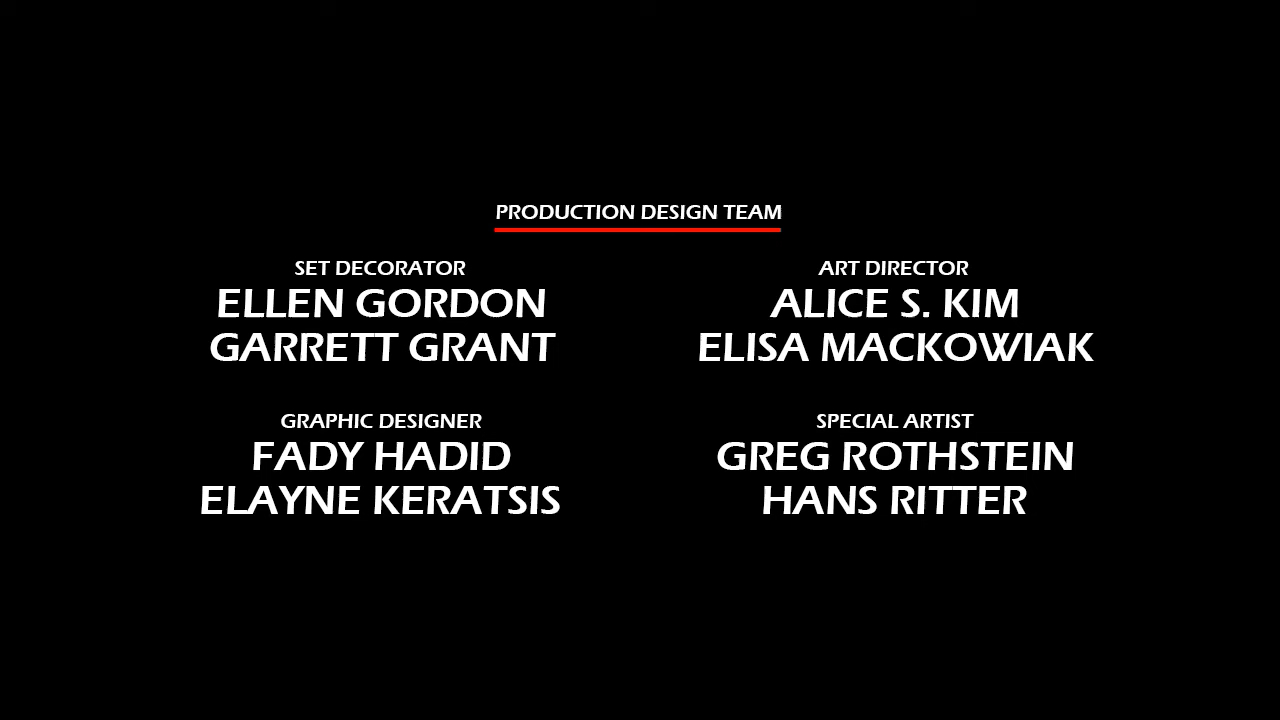 PRODUCTION DESIGN TEAM
SET DECORATOR
ELLEN GORDON
GARRETT GRANT
ART DIRECTOR
ALICE S. KIM
ELISA MACKOWIAK
GRAPHIC DESIGNER
FADY HADID
ELAYNE KERATSIS
SPECIAL ARTIST
GREG ROTHSTEIN
HANS RITTER